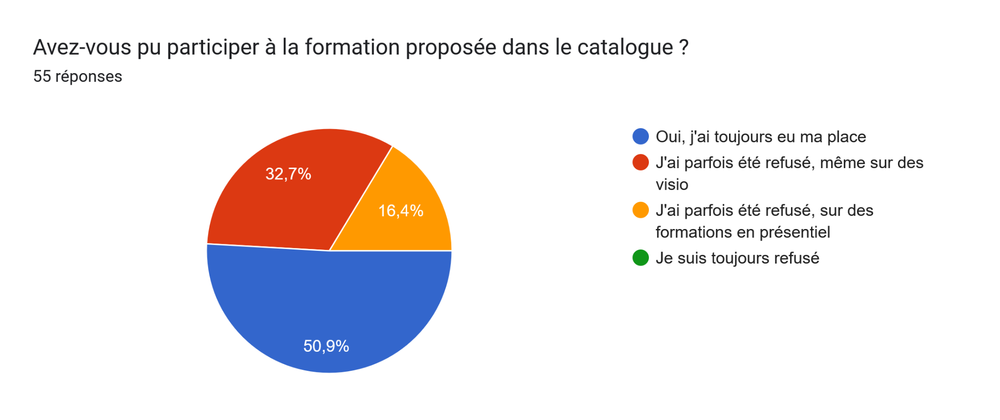 Avez-vous pu participer à la formation proposée dans le catalogue ?
55 réponses
32,7%
16,4%
50,9%
Oui, j'ai toujours eu ma place
J'ai parfois été refusé, même sur des
visio
J'ai parfois été refusé, sur des
formations en présentiel
Je suis toujours refusé